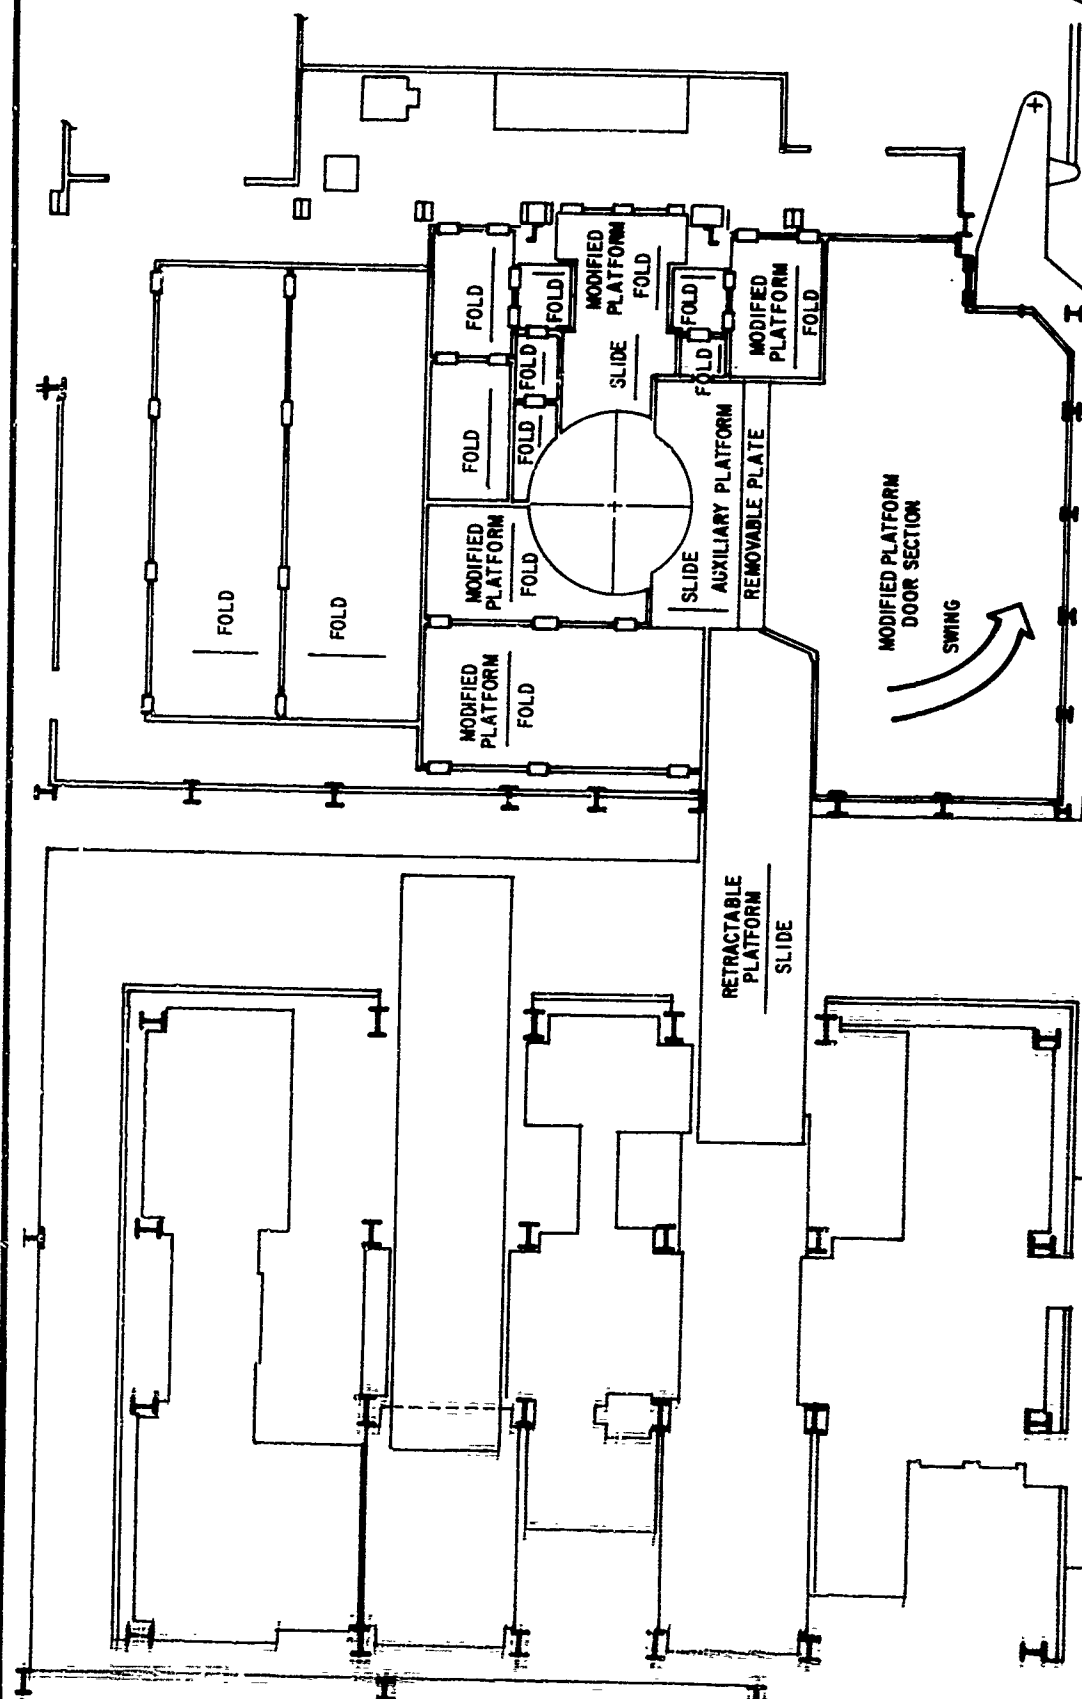 FOLD
FOLD
FOLD
FOLD
FOLD
FOLD
FOLD
MODIFIED
PLATFORM
FOLD
SLIDE
FOLD
FOLD
MODIFIED
PLATFORM
FOLD
MODIFIED
PLATFORM
FOLD
MODIFIED
PLATFORM
FOLD
SLIDE
AUXILIARY PLATFORM
REMOVABLE PLATE
MODIFIED PLATFORM
DOOR SECTION
SWING
RETRACTABLE
PLATFORM
SLIDE